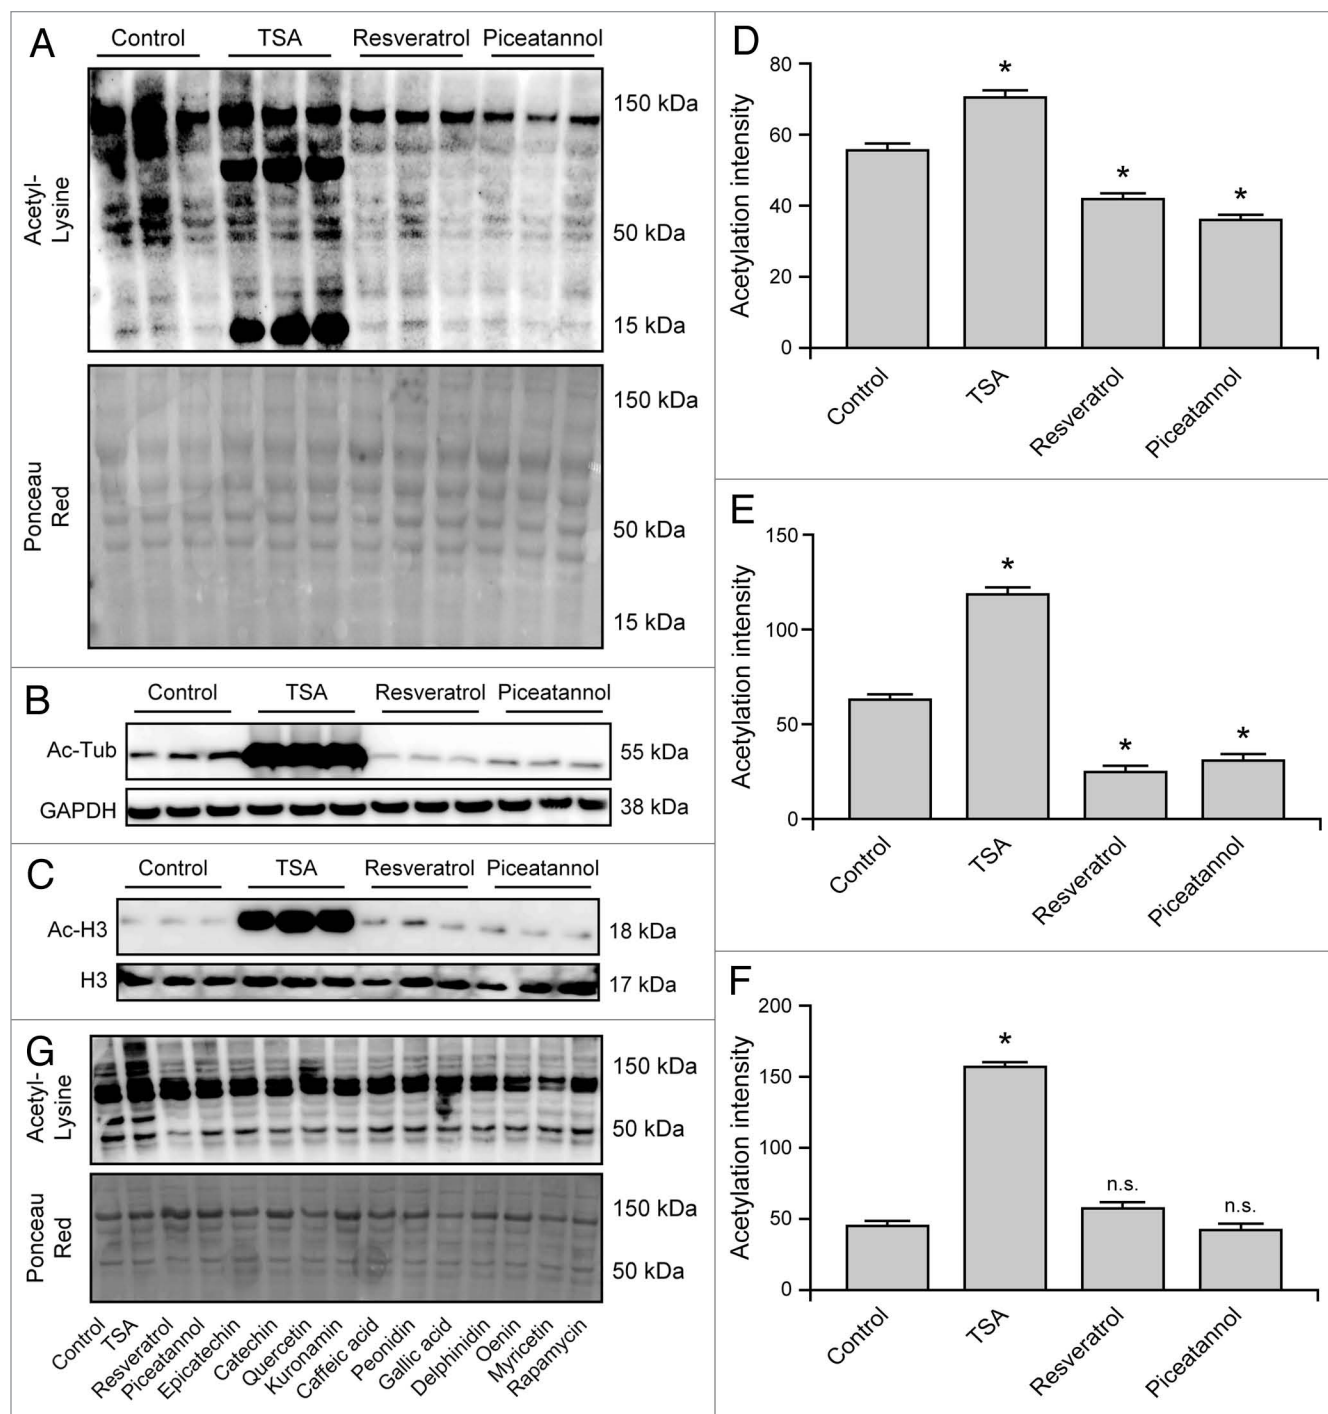 A
Control TSA Resveratrol Piceatannol
Acetyl-
Lysine
150 kDa
50 kDa
15 kDa
Ponceau
Red
150 kDa
50 kDa
15 kDa
B
Control TSA Resveratrol Piceatannol
Ac-Tub
55 kDa
GAPDH
38 kDa
C
Control TSA Resveratrol Piceatannol
Ac-H3
18 kDa
H3
17 kDa
G
Acetyl-
Lysine
150 kDa
50 kDa
Ponceau
Red
150 kDa
50 kDa
Control
TSA
Resveratrol
Piceatannol
Epicatechin
Catechin
Quercetin
Kuronamin
Caffeic acid
Peonidin
Gallic acid
Delphinidin
Oenin
Myricetin
Rapamycin
D
Acetylation intensity
80
60
40
20
0
*
*
*
Control
TSA
Resveratrol
Piceatannol
E
Acetylation intensity
150
100
50
0
*
*
*
Control
TSA
Resveratrol
Piceatannol
F
Acetylation intensity
200
150
100
50
0
*
n.s.
n.s.
Control
TSA
Resveratrol
Piceatannol